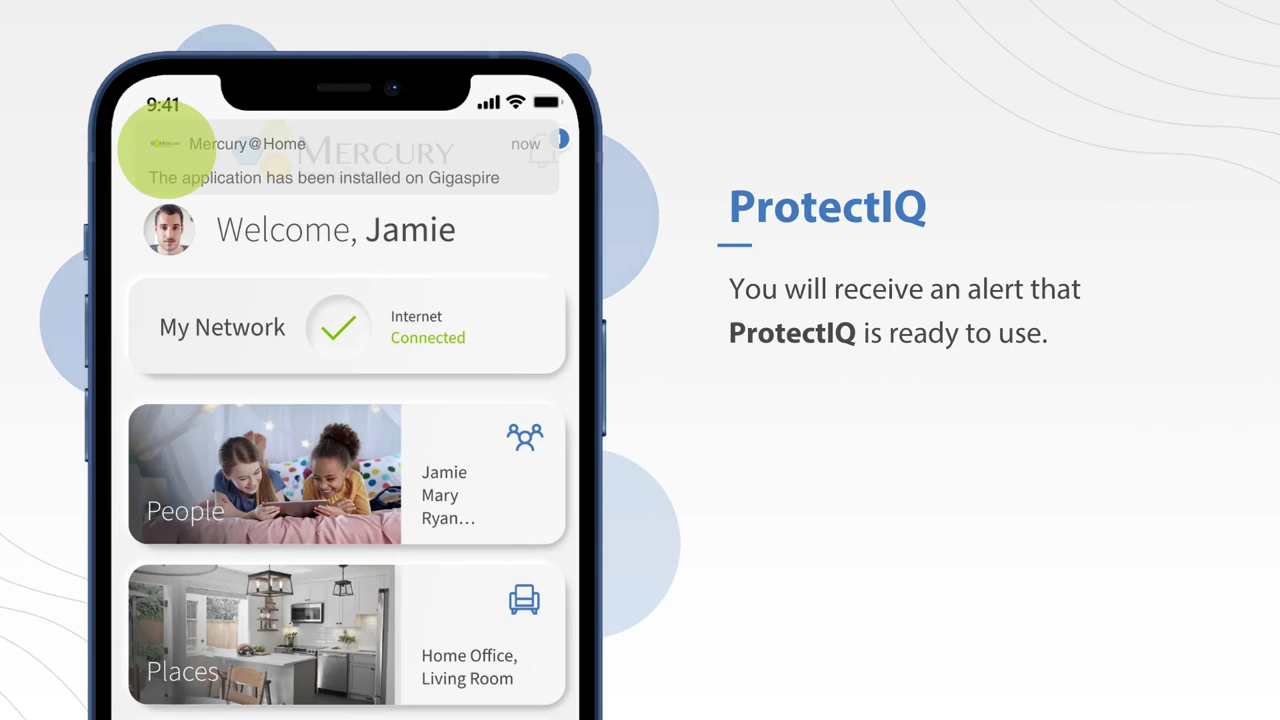 9:41
MERCURY
Mercury@Home
now
The application has been installed on Gigaspire
Welcome, Jamie
My Network
Internet
Connected
People
Jamie
Mary
Ryan...
Places
Home Office,
Living Room
ProtectIQ
You will receive an alert that
ProtectIQ is ready to use.